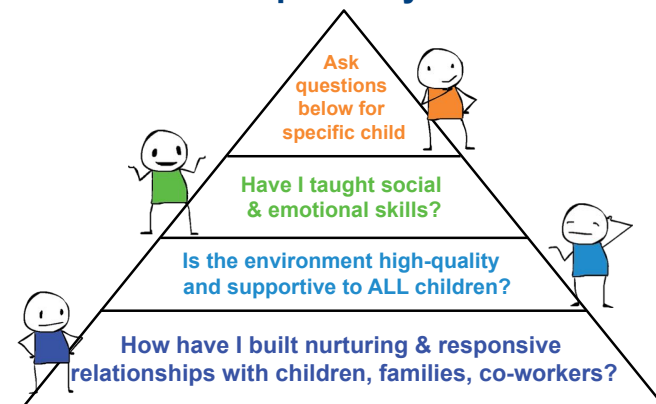 Ask
questions
below for
specific child
Have I taught social
& emotional skills?
Is the environment high-quality
and supportive to ALL children?
How have I built nurturing & responsive
relationships with children, families, co-workers?